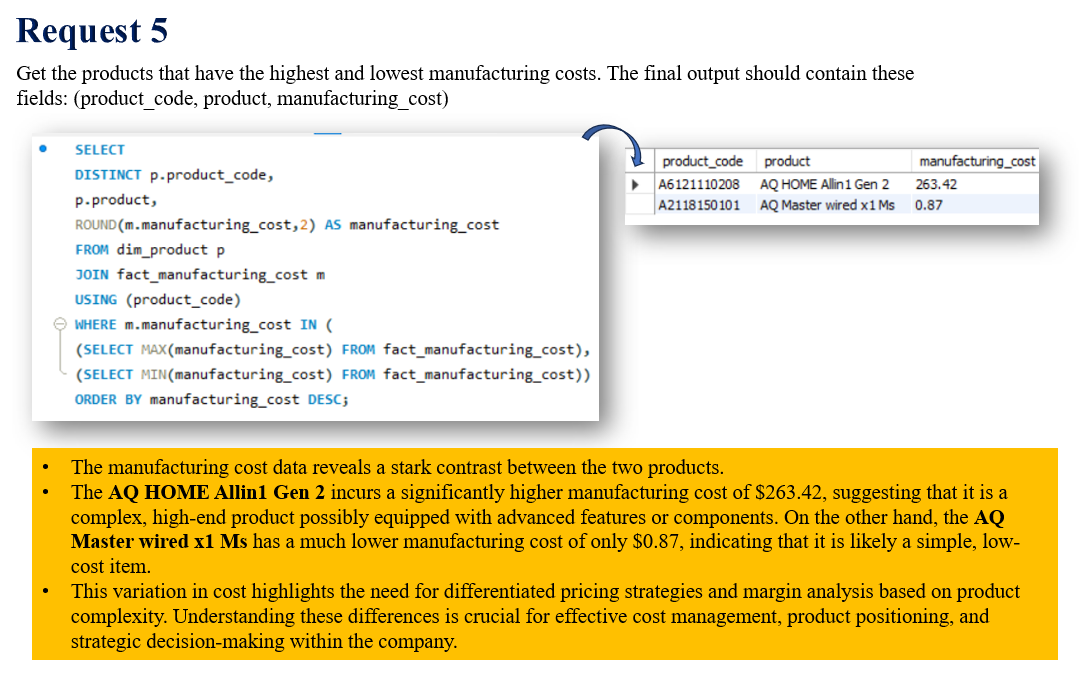 Request 5
Get the products that have the highest and lowest manufacturing costs. The final output should contain these
fields: (product_code, product, manufacturing_cost)
SELECT
DISTINCT p.product_code,
p.product,
ROUND(m.manufacturing_cost,2) AS manufacturing_cost
FROM dim_product p
JOIN fact_manufacturing_cost m
USING (product_code)
WHERE m.manufacturing_cost IN (
(SELECT MAX(manufacturing_cost) FROM fact_manufacturing_cost),
(SELECT MIN(manufacturing_cost) FROM fact_manufacturing_cost))
ORDER BY manufacturing_cost DESC;
product_code product manufacturing_cost
A6121110208 AQ HOME Allin1 Gen 2 263.42
A2118150101 AQ Master wired x1 Ms 0.87
• The manufacturing cost data reveals a stark contrast between the two products.
• The AQ HOME Allin1 Gen 2 incurs a significantly higher manufacturing cost of $263.42, suggesting that it is a
complex, high-end product possibly equipped with advanced features or components. On the other hand, the AQ
Master wired x1 Ms has a much lower manufacturing cost of only $0.87, indicating that it is likely a simple, low-
cost item.
• This variation in cost highlights the need for differentiated pricing strategies and margin analysis based on product
complexity. Understanding these differences is crucial for effective cost management, product positioning, and
strategic decision-making within the company.